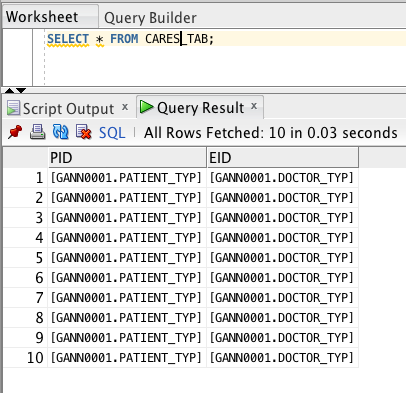 Worksheet Query Builder
SELECT * FROM CARES_TAB;
Script Output × Query Result ×
SQL | All Rows Fetched: 10 in 0.03 seconds
PID EID
1 [GANN0001.PATIENT_TYP] [GANN0001.DOCTOR_TYP]
2 [GANN0001.PATIENT_TYP] [GANN0001.DOCTOR_TYP]
3 [GANN0001.PATIENT_TYP] [GANN0001.DOCTOR_TYP]
4 [GANN0001.PATIENT_TYP] [GANN0001.DOCTOR_TYP]
5 [GANN0001.PATIENT_TYP] [GANN0001.DOCTOR_TYP]
6 [GANN0001.PATIENT_TYP] [GANN0001.DOCTOR_TYP]
7 [GANN0001.PATIENT_TYP] [GANN0001.DOCTOR_TYP]
8 [GANN0001.PATIENT_TYP] [GANN0001.DOCTOR_TYP]
9 [GANN0001.PATIENT_TYP] [GANN0001.DOCTOR_TYP]
10 [GANN0001.PATIENT_TYP] [GANN0001.DOCTOR_TYP]